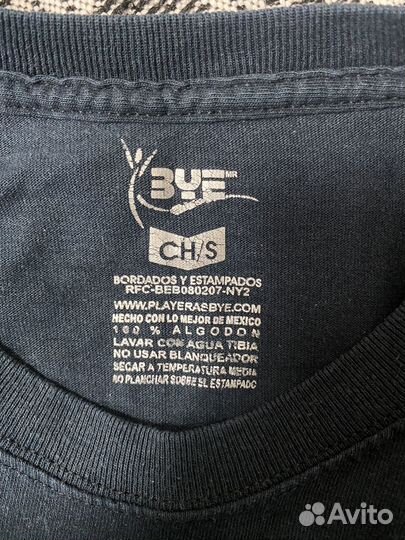 BYE MR
CH/S
BORDADOS Y ESTAMPADOS
RFC-BEB080207-NY2
WWW.PLAYERASBYE.COM
HECHO CON LO MEJOR DE MEXICO
100 % ALGODON
LAVAR CON AGUA TIBIA
NO USAR BLANQUEADOR
SECAR A TEMPERATURA MEDIA
NO PLANCHAR SOBRE EL ESTAMPADO
Avito